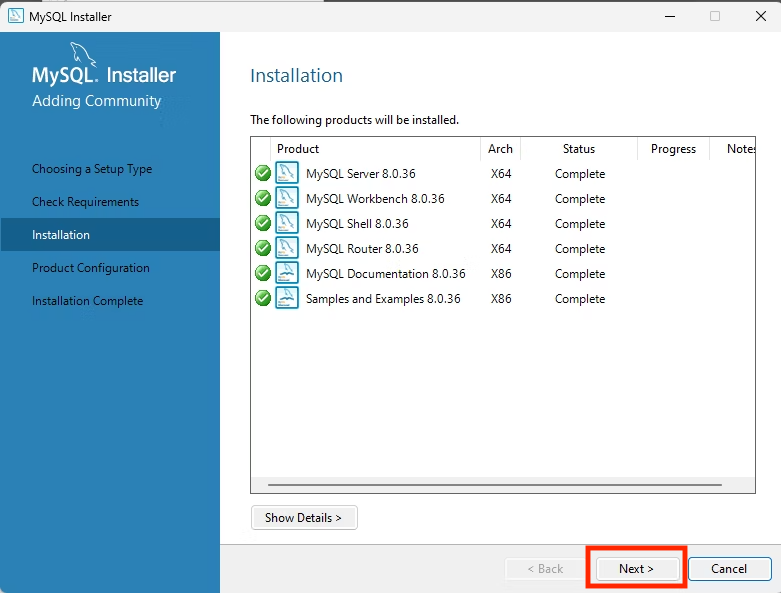 MySQL Installer
MySQL. Installer
Adding Community
Choosing a Setup Type
Check Requirements
Installation
Product Configuration
Installation Complete
Installation
The following products will be installed.
Product Arch Status Progress Notes
MySQL Server 8.0.36 X64 Complete
MySQL Workbench 8.0.36 X64 Complete
MySQL Shell 8.0.36 X64 Complete
MySQL Router 8.0.36 X64 Complete
MySQL Documentation 8.0.36 X86 Complete
Samples and Examples 8.0.36 X86 Complete
Show Details >
< Back Next > Cancel